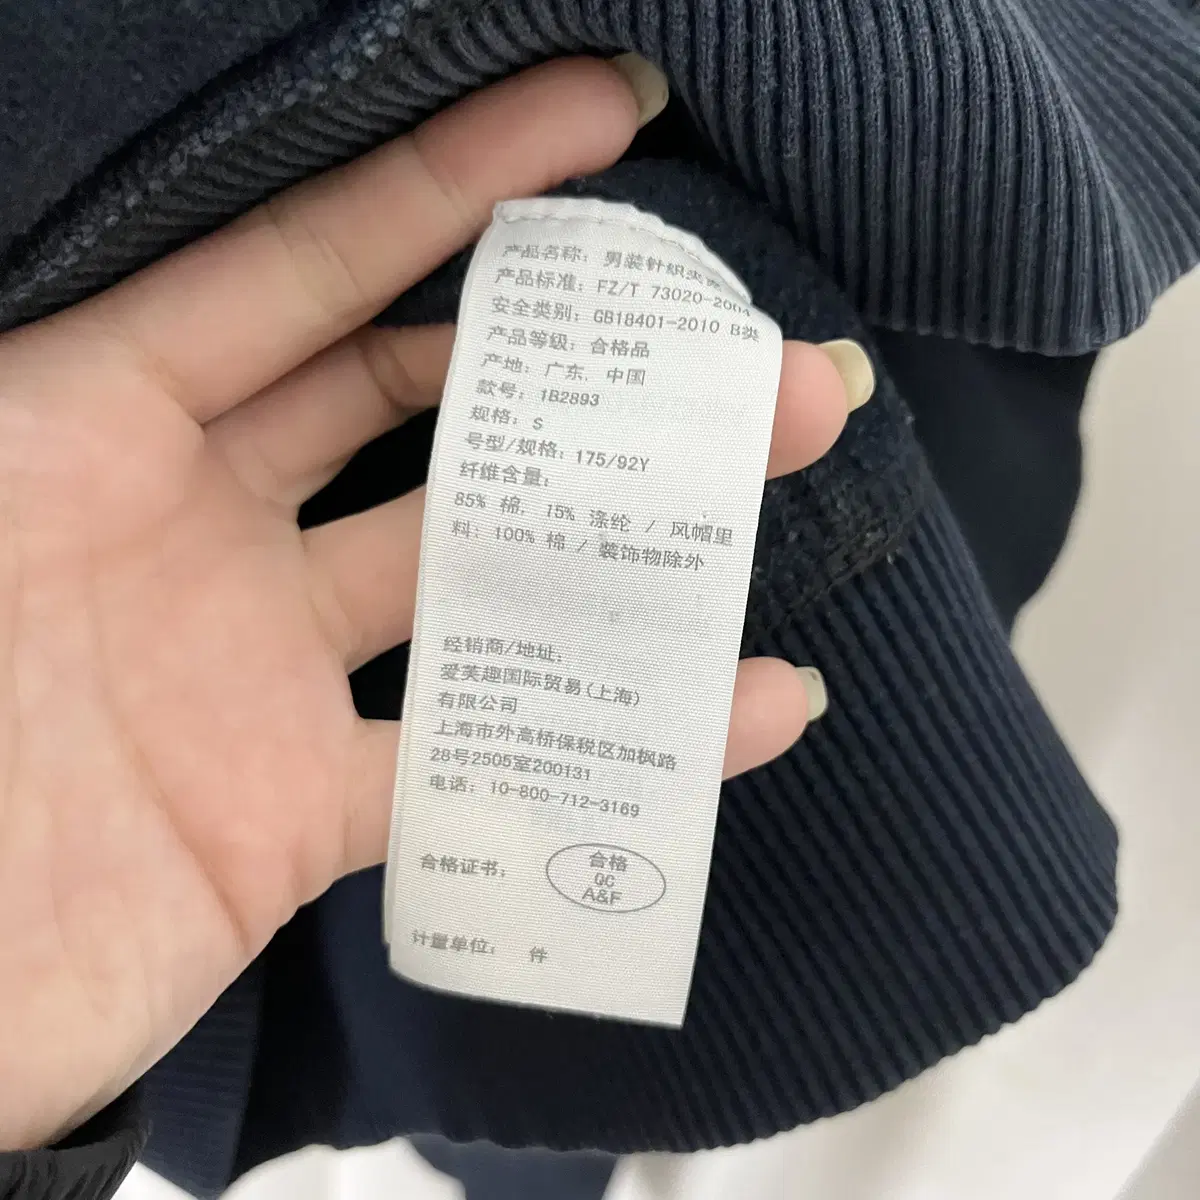 产品名称：男装针织夹克
产品标准：FZ/T 73020-2004
安全类别：GB18401-2010 B类
产品等级：合格品
产地：广东, 中国
款号：1B2893
规格：S
号型/规格：175/92Y
纤维含量：
85% 棉, 15% 涤纶 / 风帽里
料：100% 棉 / 装饰物除外
经销商/地址：
爱芙趣国际贸易(上海)
有限公司
上海市外高桥保税区加枫路
28号2505室200131
电话：10-800-712-3169
合格证书：
合格
QC
A&F
计量单位： 件